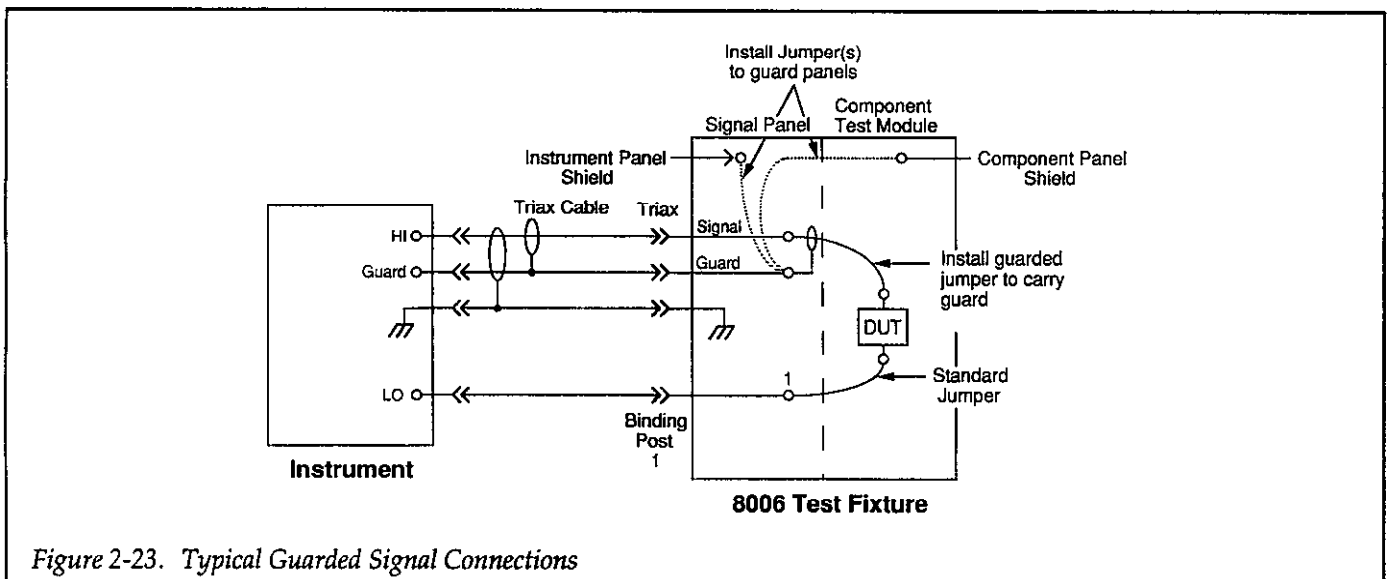 Install Jumper(s)
to guard panels
Component
Test Module
Signal Panel
Instrument Panel
Shield
Component Panel
Shield
Triax Cable
Triax
HI
Signal
Guard
Guard
Install guarded
jumper to carry
guard
DUT
LO
1
Standard
Jumper
Binding
Post
1
Instrument
8006 Test Fixture
Figure 2-23. Typical Guarded Signal Connections